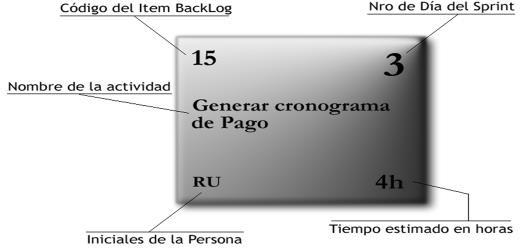 Código del Item BackLog
Nro de Día del Sprint
15
3
Nombre de la actividad
Generar cronograma
de Pago
RU
4h
Tiempo estimado en horas
Iniciales de la Persona